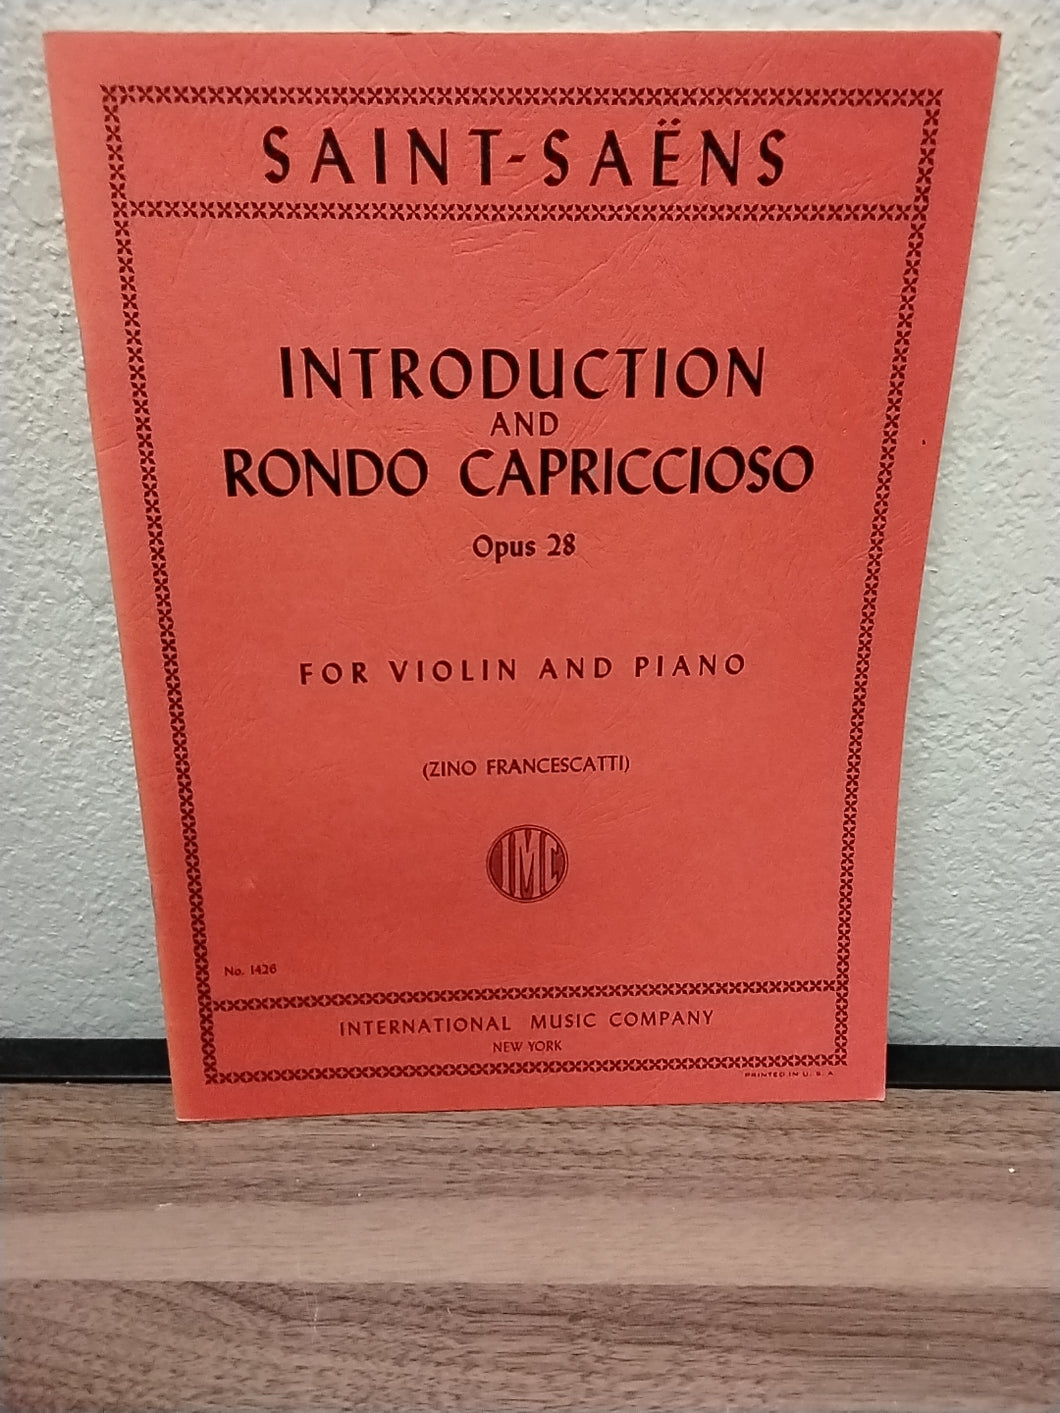 SAINT-SAËNS
INTRODUCTION
AND
RONDO CAPRICCIOSO
Opus 28
FOR VIOLIN AND PIANO
(ZINO FRANCESCATTI)
IMC
No. 1426
INTERNATIONAL MUSIC COMPANY
NEW YORK
PRINTED IN U. S. A.